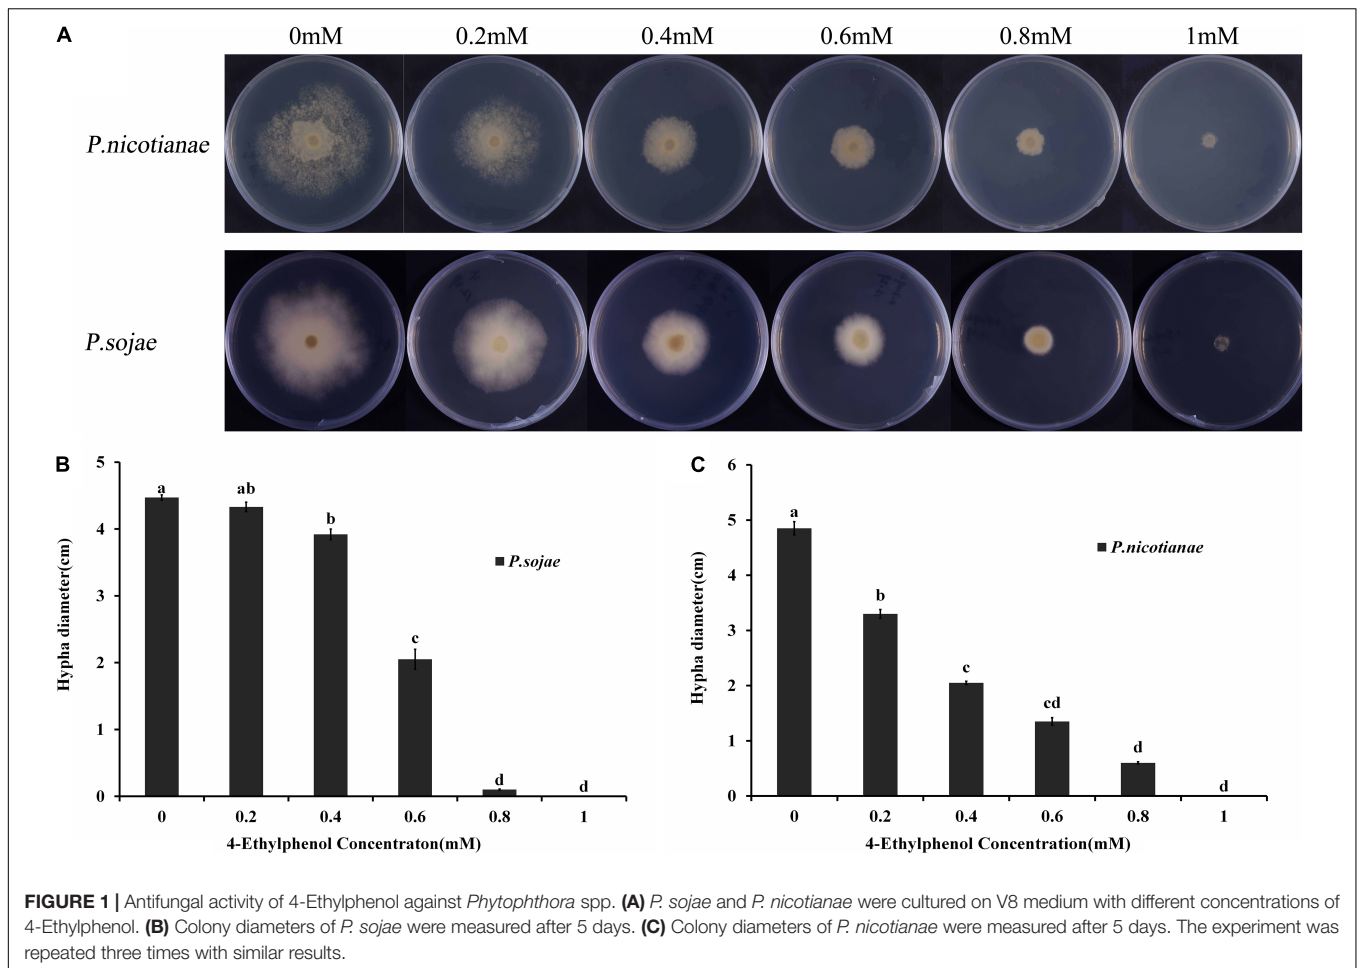 A
0mM 0.2mM 0.4mM 0.6mM 0.8mM 1mM
P.nicotianae
P.sojae
B
5
4
3
2
1
0
Hypha diameter(cm)
a ab b c d d
P.sojae
0 0.2 0.4 0.6 0.8 1
4-Ethylphenol Concentraton(mM)
C
6
5
4
3
2
1
0
Hypha diameter(cm)
a b c cd d d
P.nicotianae
0 0.2 0.4 0.6 0.8 1
4-Ethylphenol Concentration(mM)
FIGURE 1 | Antifungal activity of 4-Ethylphenol against Phytophthora spp. (A) P. sojae and P. nicotianae were cultured on V8 medium with different concentrations of
4-Ethylphenol. (B) Colony diameters of P. sojae were measured after 5 days. (C) Colony diameters of P. nicotianae were measured after 5 days. The experiment was
repeated three times with similar results.